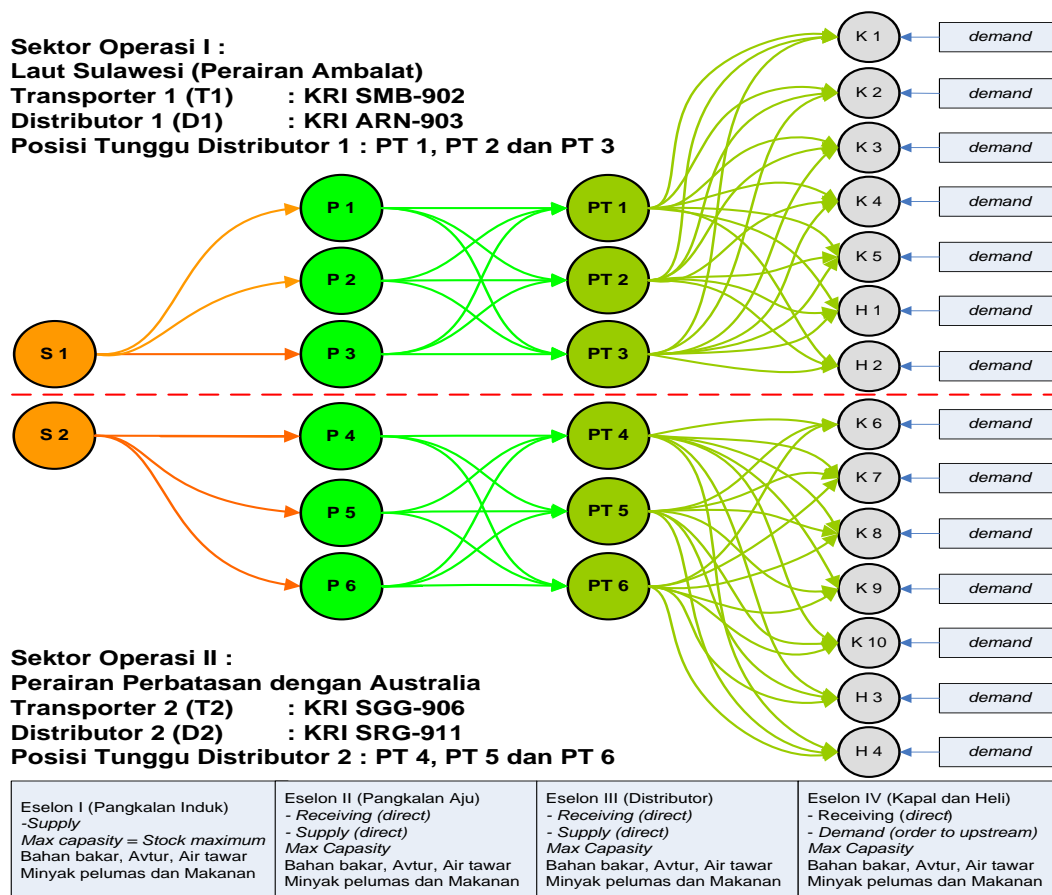 Sektor Operasi I :
Laut Sulawesi (Perairan Ambalat)
Transporter 1 (T1) : KRI SMB-902
Distributor 1 (D1) : KRI ARN-903
Posisi Tunggu Distributor 1 : PT 1, PT 2 dan PT 3
K 1 demand
K 2 demand
K 3 demand
K 4 demand
K 5 demand
H 1 demand
H 2 demand
P 1 PT 1
P 2 PT 2
S 1 P 3 PT 3
S 2 P 4 PT 4
P 5 PT 5
P 6 PT 6
K 6 demand
K 7 demand
K 8 demand
K 9 demand
K 10 demand
H 3 demand
H 4 demand
Sektor Operasi II :
Perairan Perbatasan dengan Australia
Transporter 2 (T2) : KRI SGG-906
Distributor 2 (D2) : KRI SRG-911
Posisi Tunggu Distributor 2 : PT 4, PT 5 dan PT 6
Eselon I (Pangkalan Induk)
-Supply
Max capasity = Stock maximum
Bahan bakar, Avtur, Air tawar
Minyak pelumas dan Makanan
Eselon II (Pangkalan Aju)
- Receiving (direct)
- Supply (direct)
Max Capacity
Bahan bakar, Avtur, Air tawar
Minyak pelumas dan Makanan
Eselon III (Distributor)
- Receiving (direct)
- Supply (direct)
Max Capacity
Bahan bakar, Avtur, Air tawar
Minyak pelumas dan Makanan
Eselon IV (Kapal dan Heli)
- Receiving (direct)
- Demand (order to upstream)
Max Capacity
Bahan bakar, Avtur, Air tawar
Minyak pelumas dan Makanan